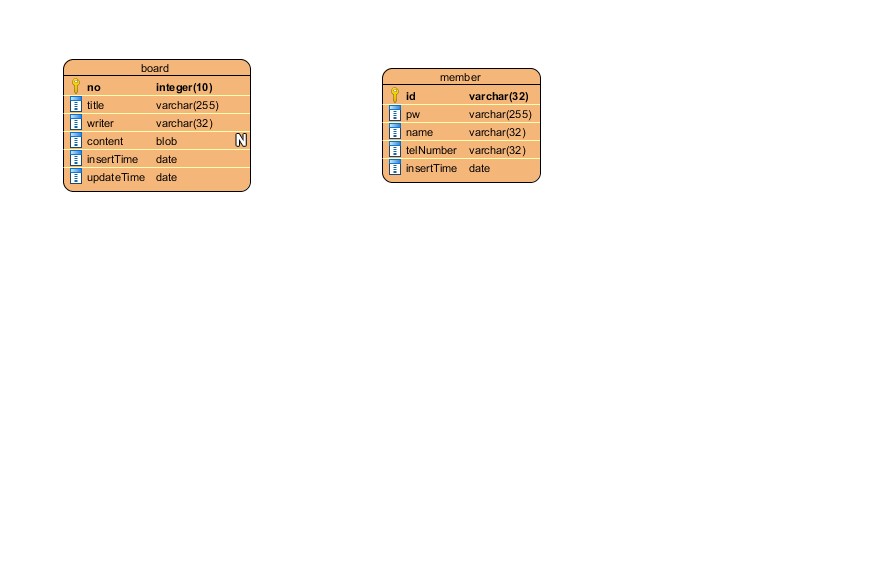 board
no integer(10)
title varchar(255)
writer varchar(32)
content blob N
insertTime date
updateTime date
member
id varchar(32)
pw varchar(255)
name varchar(32)
telNumber varchar(32)
insertTime date